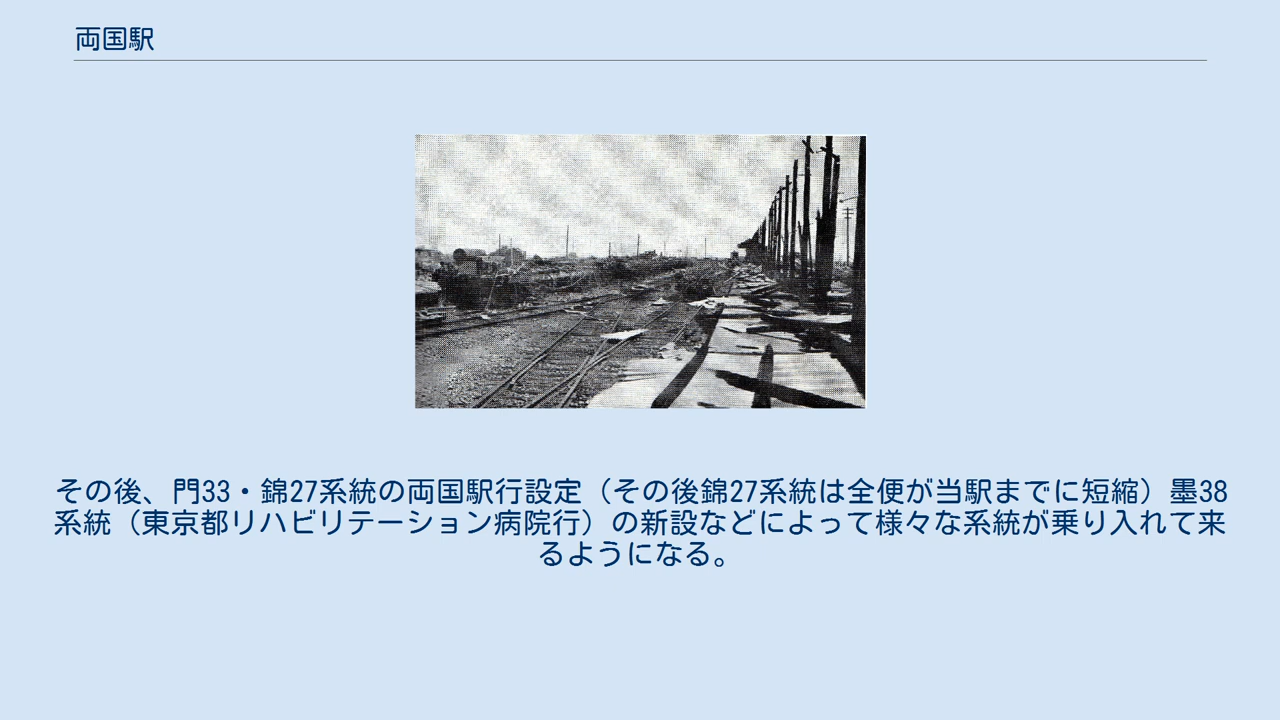 両国駅
その後、門33・錦27系統の両国駅行設定（その後錦27系統は全便が当駅までに短縮）墨38
系統（東京都リハビリテーション病院行）の新設などによって様々な系統が乗り入れて来
るようになる。